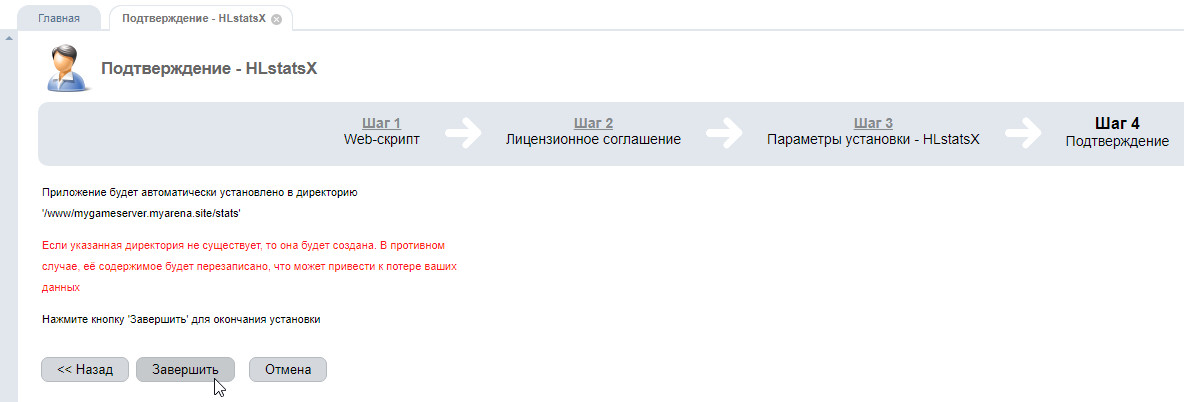 Главная
Подтверждение - HLstatsX
Подтверждение - HLstatsX
Шаг 1
Web-скрипт
Шаг 2
Лицензионное соглашение
Шаг 3
Параметры установки - HLstatsX
Шаг 4
Подтверждение
Приложение будет автоматически установлено в директорию
'/www/mygameserver.myarena.site/stats'
Если указанная директория не существует, то она будет создана. В противном
случае, её содержимое будет перезаписано, что может привести к потере ваших
данных
Нажмите кнопку 'Завершить' для окончания установки
<< Назад
Завершить
Отмена